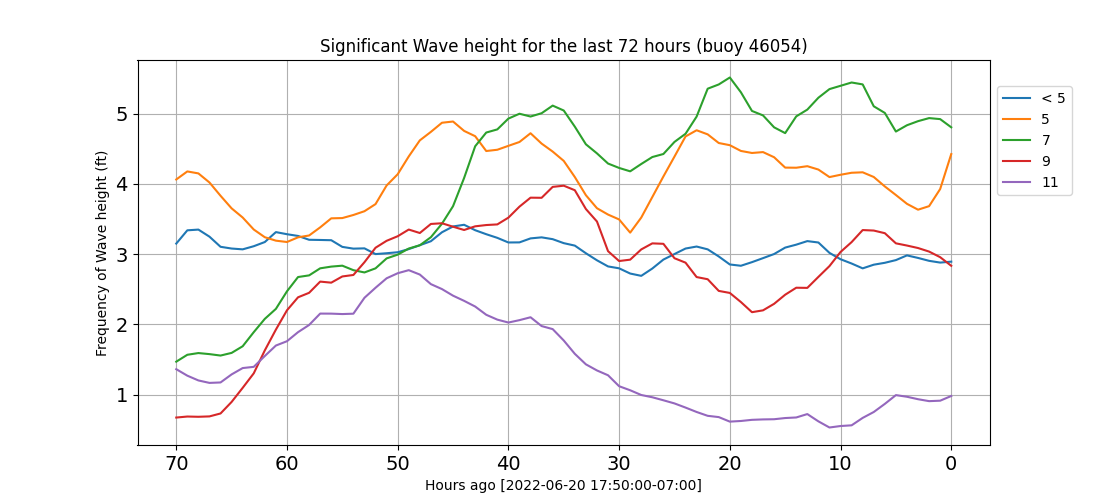 Significant Wave height for the last 72 hours (buoy 46054)
Frequency of Wave height (ft)
5
4
3
2
1
70 60 50 40 30 20 10 0
Hours ago [2022-06-20 17:50:00-07:00]
< 5
5
7
9
11